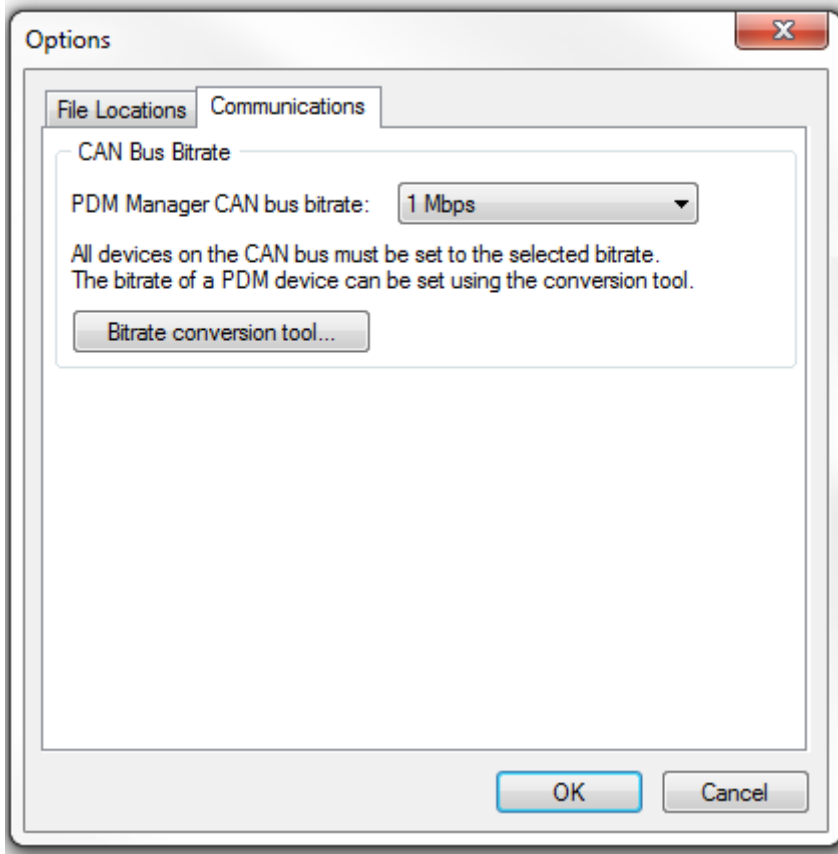 Options
File Locations
Communications
CAN Bus Bitrate
PDM Manager CAN bus bitrate:
1 Mbps
All devices on the CAN bus must be set to the selected bitrate.
The bitrate of a PDM device can be set using the conversion tool.
Bitrate conversion tool...
OK
Cancel